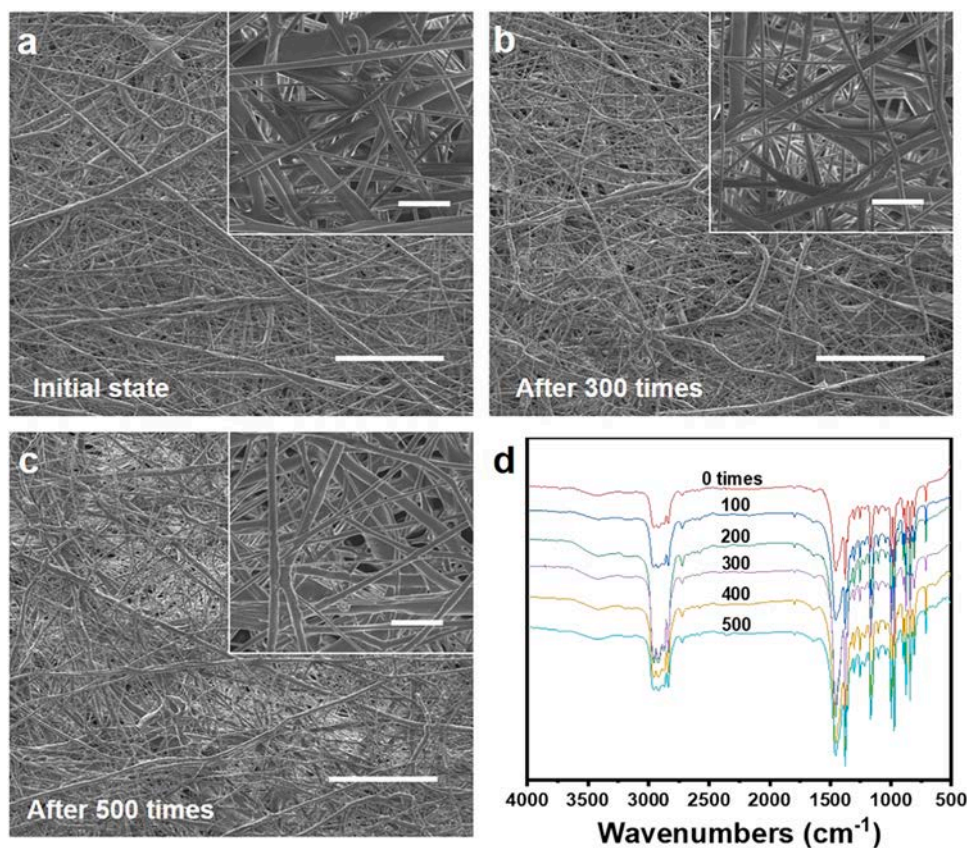 a
Initial state
b
After 300 times
c
After 500 times
d
0 times
100
200
300
400
500
4000 3500 3000 2500 2000 1500 1000 500
Wavenumbers (cm⁻¹)